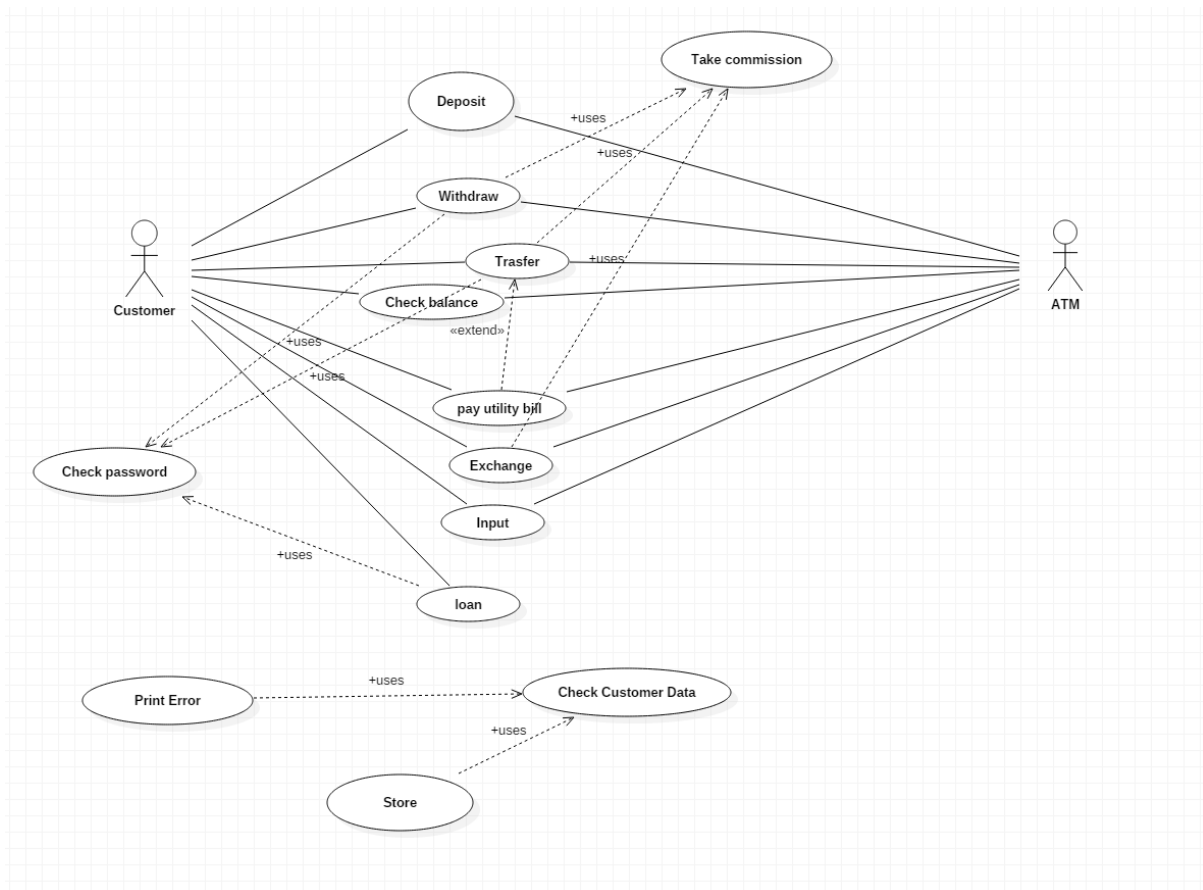 Take commission
Deposit
+uses
+uses
Withdraw
Trasfer
+uses
Check balance
Customer
ATM
«extend»
+uses
+uses
pay utility bill
Exchange
Check password
Input
+uses
loan
+uses
Print Error
Check Customer Data
+uses
Store